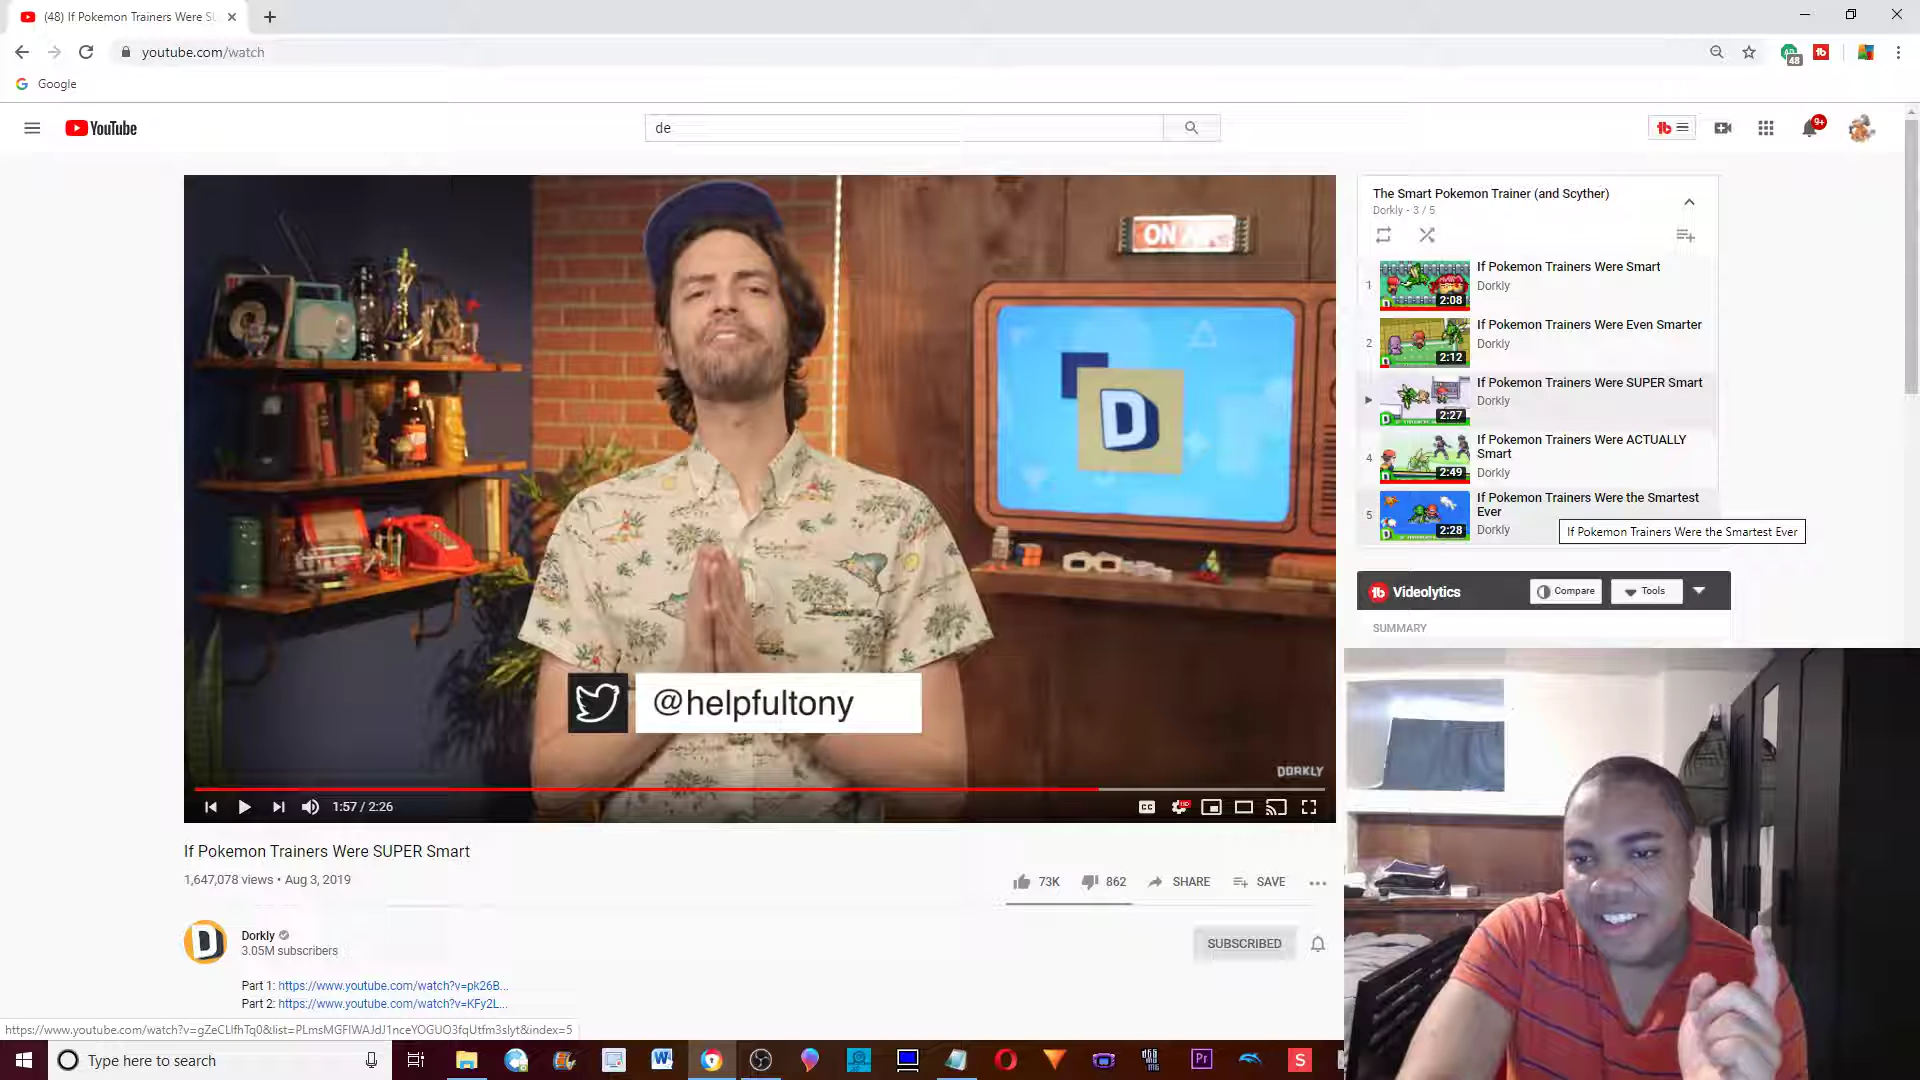 (48) If Pokemon Trainers Were S
youtube.com/watch
48
Google
YouTube
de
9+
ON
D
@helpfultony
DORKLY
1:57 / 2:26
CC
HD
The Smart Pokemon Trainer (and Scyther)
Dorkly - 3 / 5
1
2:08
If Pokemon Trainers Were Smart
Dorkly
2
2:12
If Pokemon Trainers Were Even Smarter
Dorkly
2:27
If Pokemon Trainers Were SUPER Smart
Dorkly
4
2:49
If Pokemon Trainers Were ACTUALLY
Smart
Dorkly
5
2:28
If Pokemon Trainers Were the Smartest
Ever
Dorkly
If Pokemon Trainers Were the Smartest Ever
Videolytics
Compare
Tools
SUMMARY
If Pokemon Trainers Were SUPER Smart
1,647,078 views • Aug 3, 2019
73K
862
SHARE
SAVE
D
Dorkly
3.05M subscribers
SUBSCRIBED
Part 1: https://www.youtube.com/watch?v=pk26B...
Part 2: https://www.youtube.com/watch?v=KFy2L...
https://www.youtube.com/watch?v=gZeCLlfhTq0&list=PLmsMGFIWAJdJ1nceYOGUO3fqUtfm3slyt&index=5
Type here to search
W
Pr
S